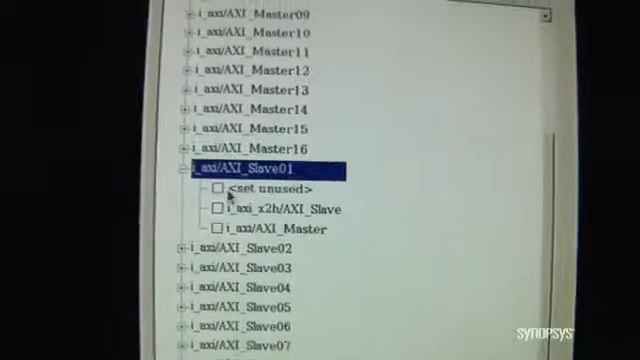 i_axi/AXI_Master09
i_axi/AXI_Master10
i_axi/AXI_Master11
i_axi/AXI_Master12
i_axi/AXI_Master13
i_axi/AXI_Master14
i_axi/AXI_Master15
i_axi/AXI_Master16
i_axi/AXI_Slave01
<set unused>
i_axi_x2h/AXI_Slave
i_axi/AXI_Master
i_axi/AXI_Slave02
i_axi/AXI_Slave03
i_axi/AXI_Slave04
i_axi/AXI_Slave05
i_axi/AXI_Slave06
i_axi/AXI_Slave07
SYNOPSYS